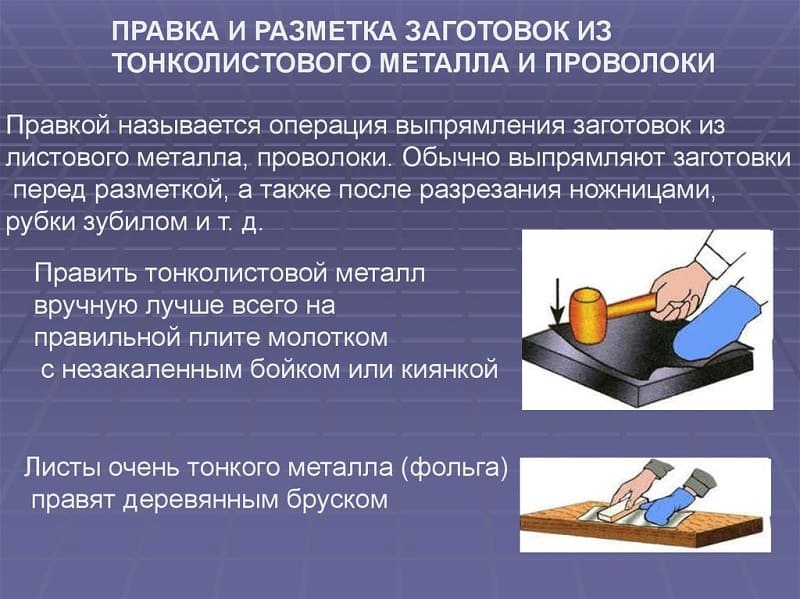 ПРАВКА И РАЗМЕТКА ЗАГОТОВОК ИЗ
ТОНКОЛИСТОВОГО МЕТАЛЛА И ПРОВОЛОКИ
Правкой называется операция выпрямления заготовок из
листового металла, проволоки. Обычно выпрямляют заготовки
перед разметкой, а также после разрезания ножницами,
рубки зубилом и т. д.
Править тонколистовой металл
вручную лучше всего на
правильной плите молотком
с незакаленным бойком или киянкой
Листы очень тонкого металла (фольга)
правят деревянным бруском